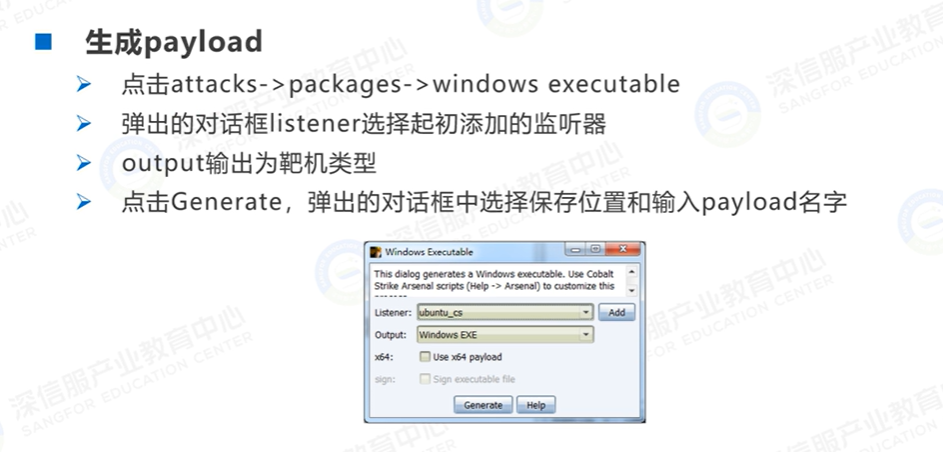 生成payload
点击attacks->packages->windows executable
弹出的对话框listener选择起初添加的监听器
output输出为靶机类型
点击Generate，弹出的对话框中选择保存位置和输入payload名字
Windows Executable
This dialog generates a Windows executable. Use Cobalt
Strike Arsenal scripts (Help -> Arsenal) to customize this
Listener: ubuntu_cs Add
Output: Windows EXE
x64: Use x64 payload
sign: Sign executable file
Generate Help
深信服产业教育中心
SANGFOR EDUCATION CENTER